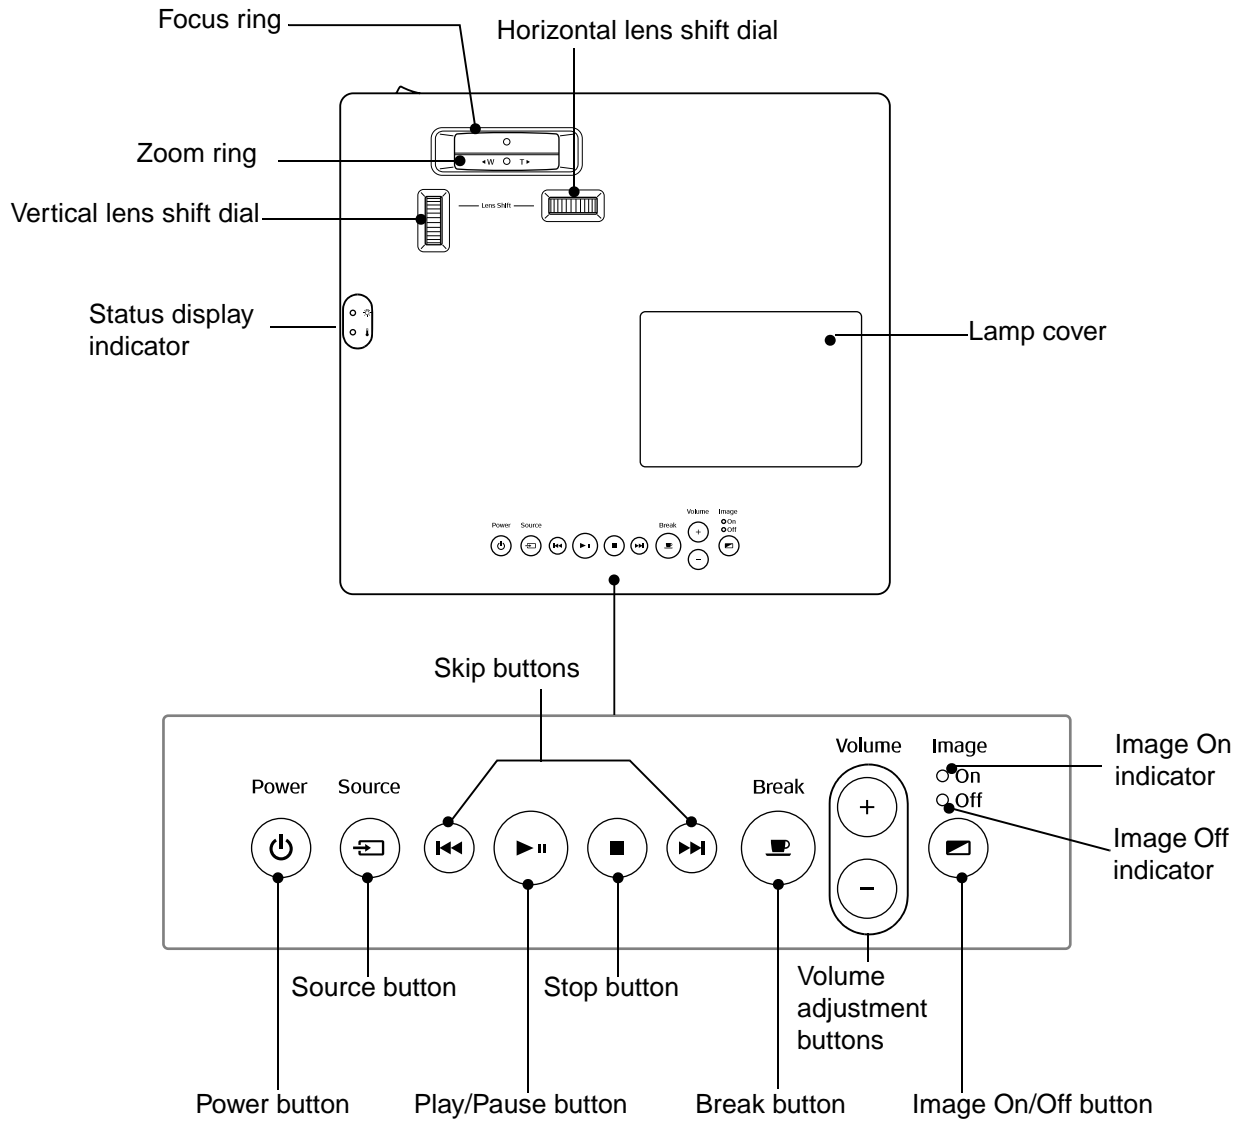 Focus ring
Horizontal lens shift dial
Zoom ring
W T
Vertical lens shift dial
Lens Shift
Status display
indicator
Lamp cover
Power Source Break Volume Image
On
Off
Skip buttons
Power Source Break Volume Image
On
Off
Image On
indicator
Image Off
indicator
Source button
Stop button
Volume
adjustment
buttons
Power button
Play/Pause button
Break button
Image On/Off button